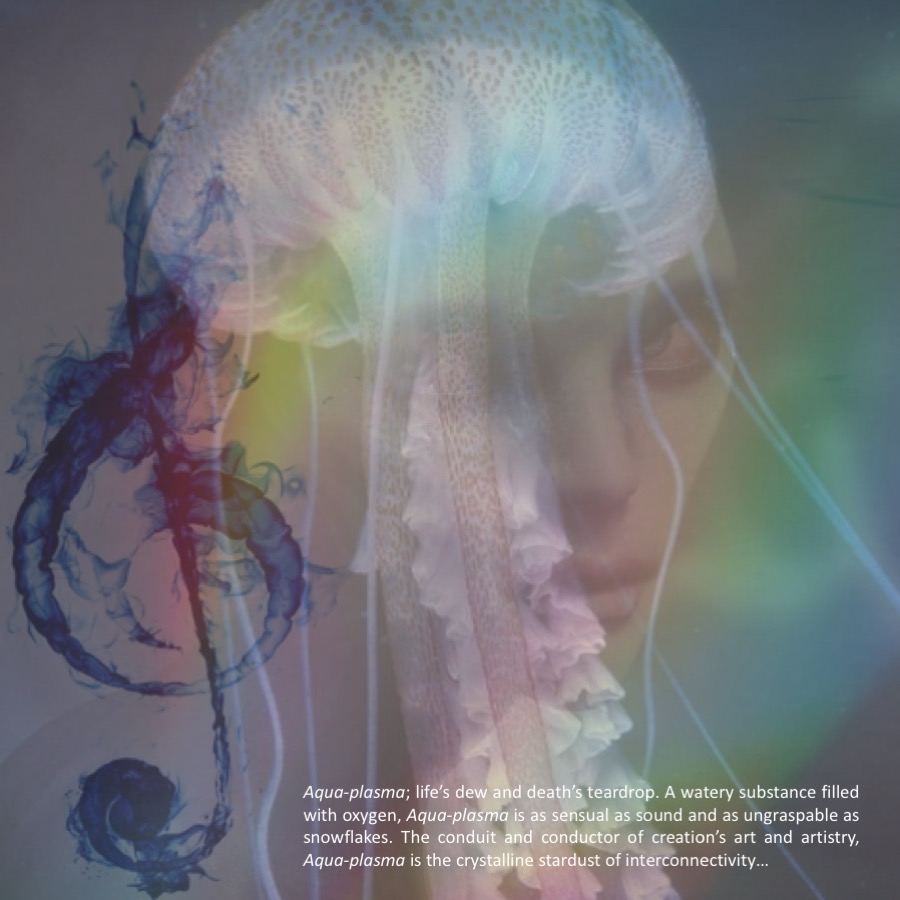 Aqua-plasma; life’s dew and death’s teardrop. A watery substance filled
with oxygen, Aqua-plasma is as sensual as sound and as ungraspable as
snowflakes. The conduit and conductor of creation’s art and artistry,
Aqua-plasma is the crystalline stardust of interconnectivity...